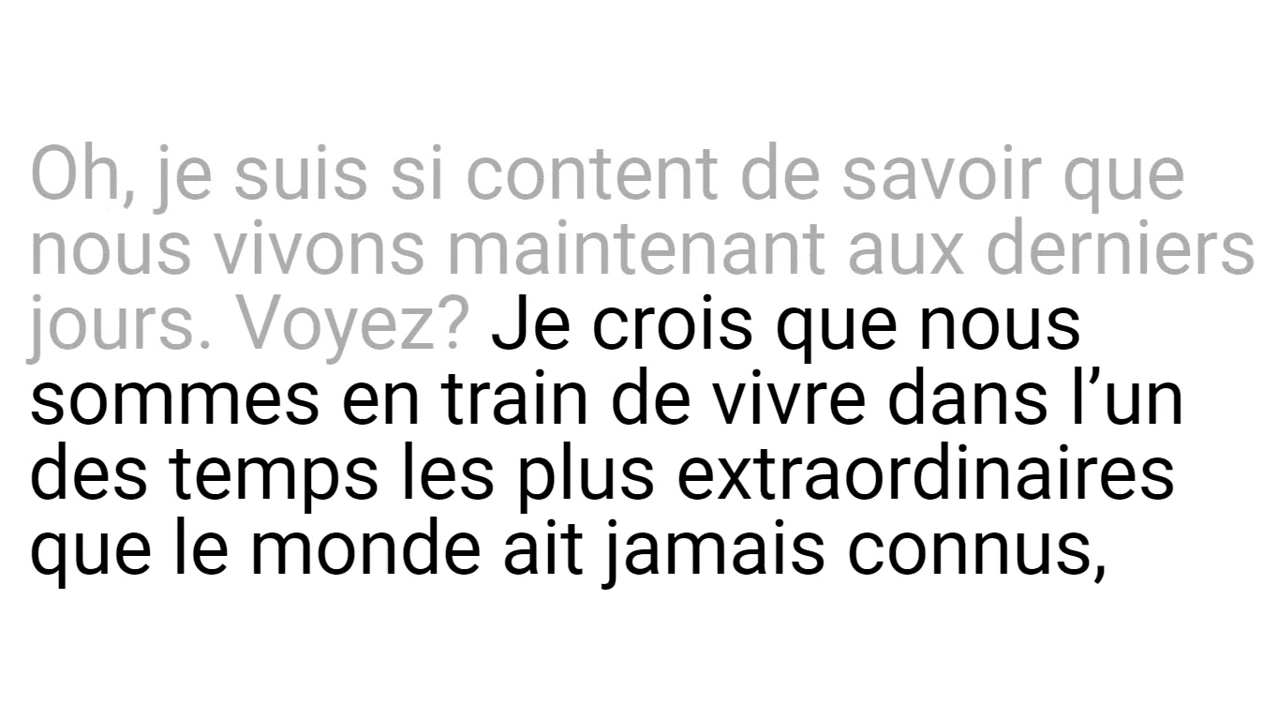 Oh, je suis si content de savoir que
nous vivons maintenant aux derniers
jours. Voyez? Je crois que nous
sommes en train de vivre dans l’un
des temps les plus extraordinaires
que le monde ait jamais connus,